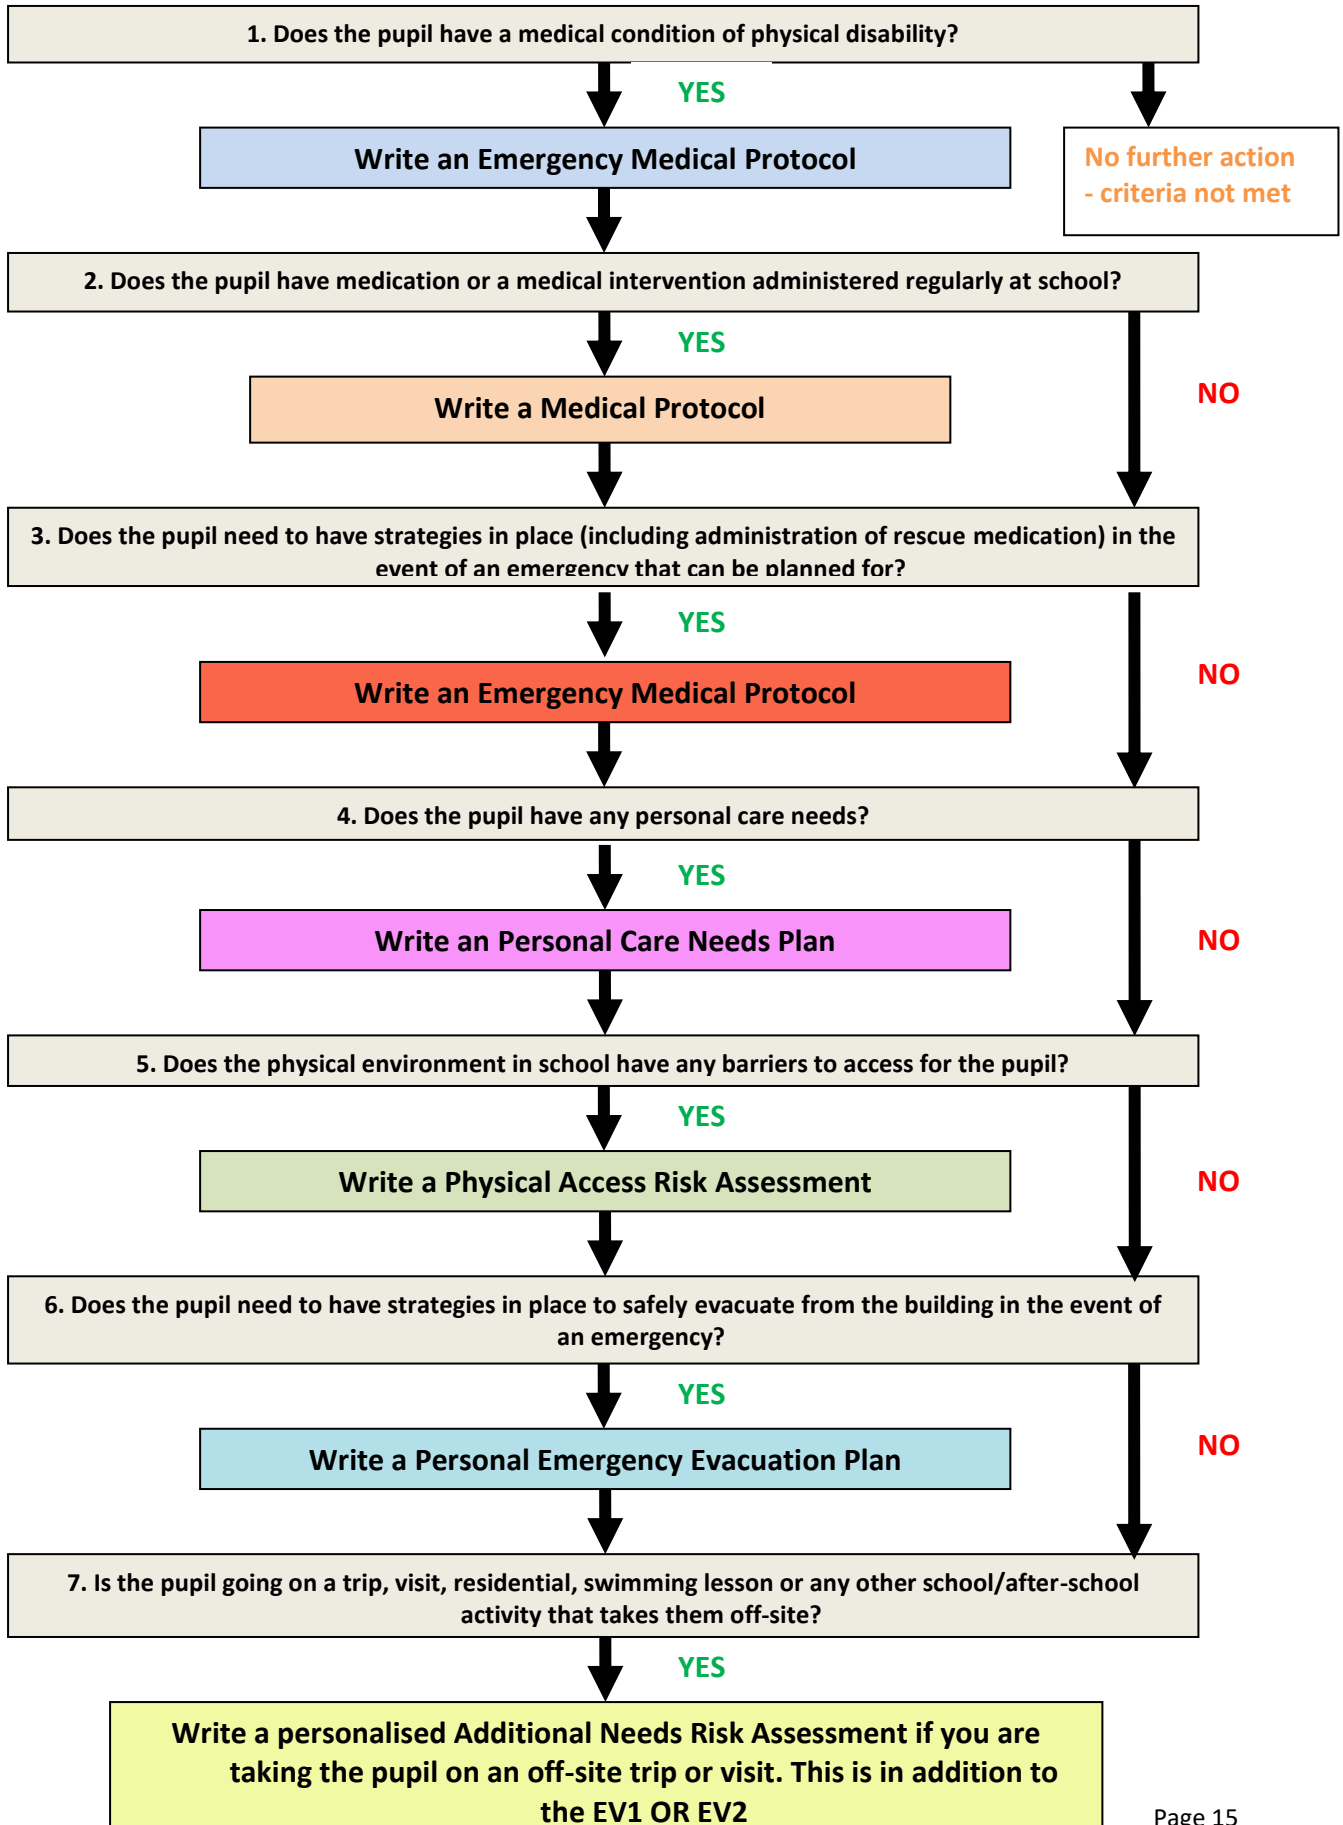 1. Does the pupil have a medical condition of physical disability?
YES
Write an Emergency Medical Protocol
No further action
- criteria not met
2. Does the pupil have medication or a medical intervention administered regularly at school?
YES
NO
Write a Medical Protocol
3. Does the pupil need to have strategies in place (including administration of rescue medication) in the
event of an emergency that can be planned for?
YES
NO
Write an Emergency Medical Protocol
4. Does the pupil have any personal care needs?
YES
Write an Personal Care Needs Plan
NO
5. Does the physical environment in school have any barriers to access for the pupil?
YES
Write a Physical Access Risk Assessment
NO
6. Does the pupil need to have strategies in place to safely evacuate from the building in the event of
an emergency?
YES
NO
Write a Personal Emergency Evacuation Plan
7. Is the pupil going on a trip, visit, residential, swimming lesson or any other school/after-school
activity that takes them off-site?
YES
Write a personalised Additional Needs Risk Assessment if you are
taking the pupil on an off-site trip or visit. This is in addition to
the EV1 OR EV2
Page 15